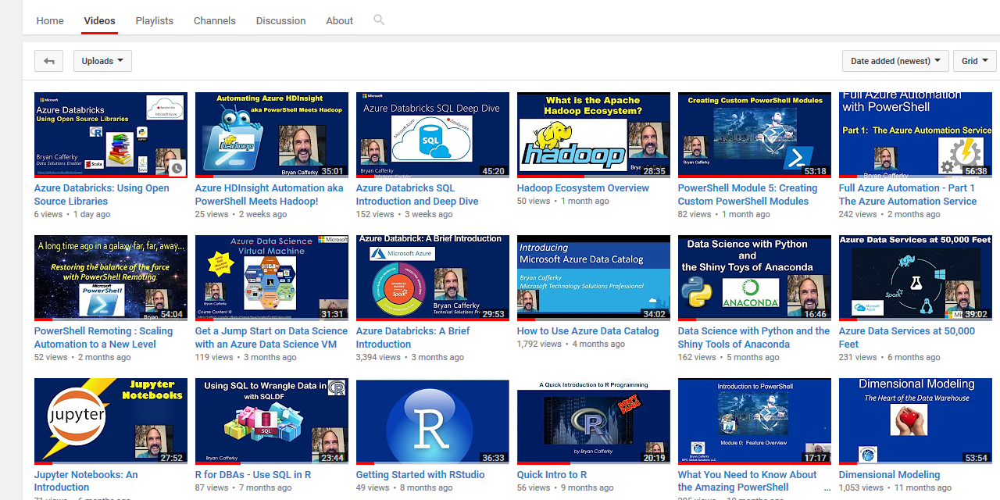 Home Videos Playlists Channels Discussion About
Uploads Date added (newest) Grid
Microsoft
Azure Databricks
Using Open Source Libraries
Bryan Cafferky
Data Solutions Enabler
Scala
databricks
Microsoft Azure
Automating Azure HDInsight
aka PowerShell Meets Hadoop
hadoop
Bryan Cafferky
35:01
Microsoft
Azure Databricks SQL Deep Dive
Microsoft Azure
databricks
SQL
Bryan Cafferky
45:20
What is the Apache
Hadoop Ecosystem?
hadoop
28:35
Creating Custom PowerShell Modules
Bryan Cafferky
53:18
Full Azure Automation
with PowerShell
Part 1: The Azure Automation Service
Bryan Cafferky
56:38
Azure Databricks: Using Open
Source Libraries
6 views • 1 day ago
Azure HDInsight Automation aka
PowerShell Meets Hadoop!
25 views • 2 weeks ago
Azure Databricks SQL
Introduction and Deep Dive
152 views • 3 weeks ago
Hadoop Ecosystem Overview
50 views • 1 month ago
PowerShell Module 5: Creating
Custom PowerShell Modules
82 views • 1 month ago
Full Azure Automation - Part 1
The Azure Automation Service
242 views • 2 months ago
A long time ago in a galaxy far, far, away...
Restoring the balance of the force
with PowerShell Remoting.
Microsoft
PowerShell
Bryan
54:04
Azure Data Science
Virtual Machine
Microsoft
Bryan Cafferky
Course Content @
31:31
Azure Databrick: A Brief Introduction
Microsoft Azure
Spark
Bryan Cafferky
Technical Solutions Pr
29:53
Introducing
Microsoft Azure Data Catalog
Bryan Cafferky
Microsoft Technology Solutions Professional
34:02
Data Science with Python
and
the Shiny Toys of Anaconda
ANACONDA
16:46
Azure Data Services at 50,000 Feet
Spark
Microsoft
Azure
Mi
39:02
PowerShell Remoting : Scaling
Automation to a New Level
52 views • 2 months ago
Get a Jump Start on Data Science
with an Azure Data Science VM
119 views • 3 months ago
Azure Databricks: A Brief
Introduction
3,394 views • 3 months ago
How to Use Azure Data Catalog
1,792 views • 4 months ago
Data Science with Python and the
Shiny Tools of Anaconda
162 views • 5 months ago
Azure Data Services at 50,000
Feet
231 views • 6 months ago
Jupyter
Notebooks
jupyter
27:52
Using SQL to Wrangle Data in R
with SQLDF
SQL
Bryan Cafferky
23:44
R
36:33
A Quick Introduction to R Programming
DON'T
PANIC
R
by Bryan Cafferky
20:19
Introduction to PowerShell
Module 0: Feature Overview
Bryan Cafferky
BPC Global Solutions LLC
17:17
Dimensional Modeling
The Heart of the Data Warehouse
53:54
Jupyter Notebooks: An
Introduction
71 views • 6 months ago
R for DBAs - Use SQL in R
87 views • 7 months ago
Getting Started with RStudio
49 views • 8 months ago
Quick Intro to R
56 views • 9 months ago
What You Need to Know About
the Amazing PowerShell ...
Dimensional Modeling
1,053 views • 11 months ago